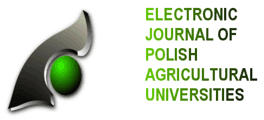 ELECTRONIC
JOURNAL OF
POLISH
AGRICULTURAL
UNIVERSITIES